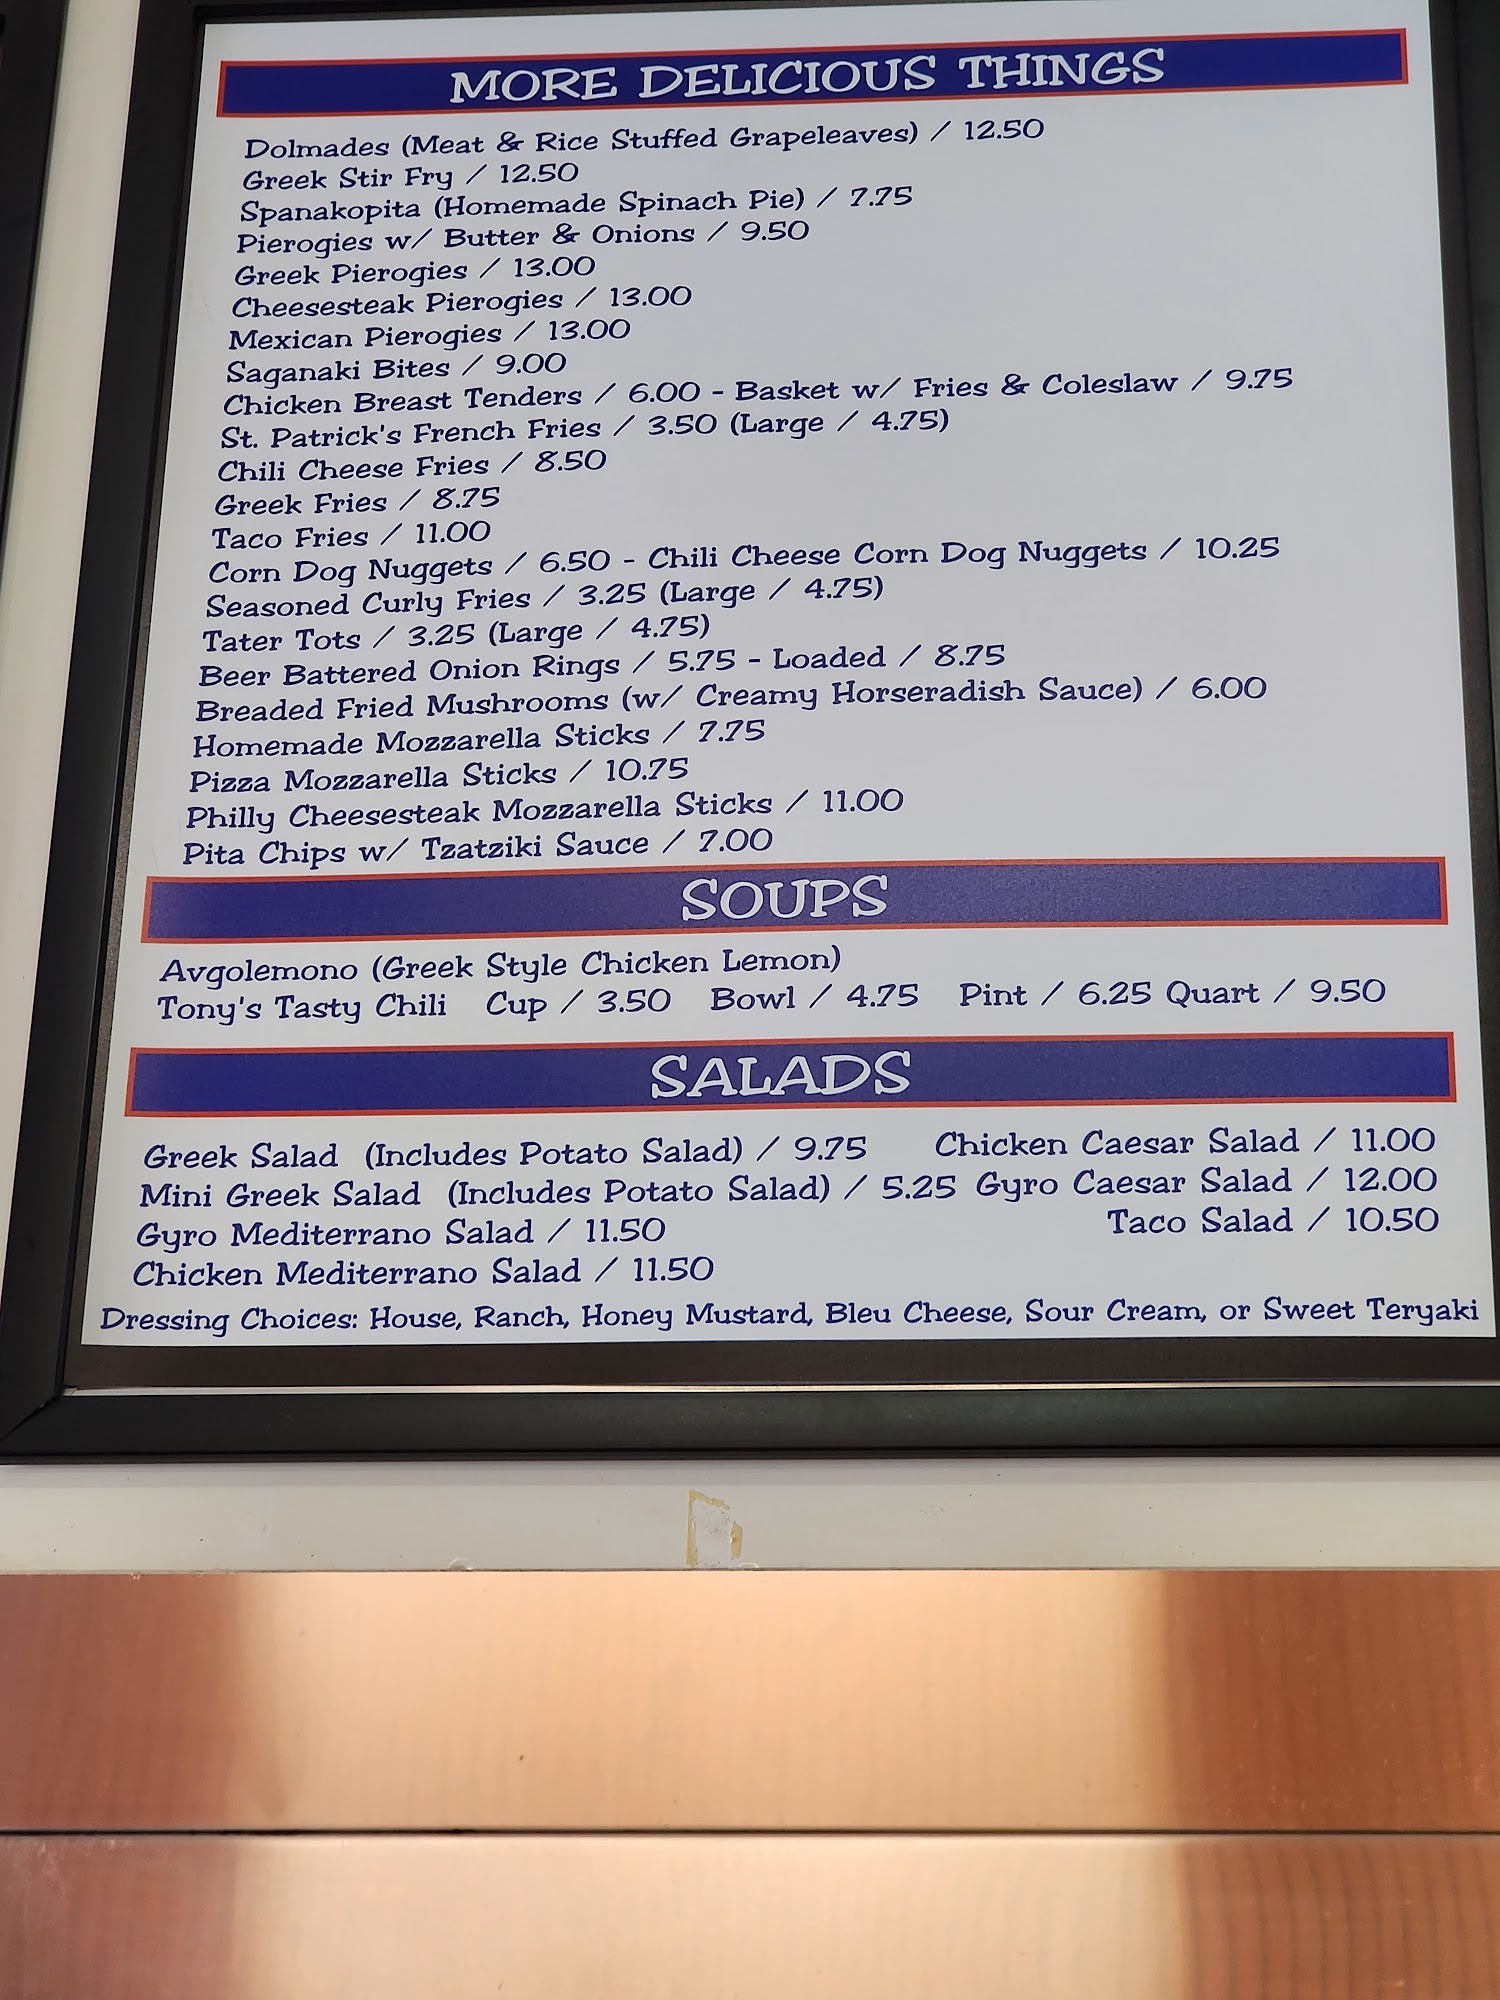 MORE DELICIOUS THINGS
Dolmades (Meat & Rice Stuffed Grapeleaves) / 12.50
Greek Stir Fry / 12.50
Spanakopita (Homemade Spinach Pie) / 7.75
Pierogies w/ Butter & Onions / 9.50
Greek Pierogies / 13.00
Cheesesteak Pierogies / 13.00
Mexican Pierogies / 13.00
Saganaki Bites / 9.00
Chicken Breast Tenders / 6.00 - Basket w/ Fries & Coleslaw / 9.75
St. Patrick's French Fries / 3.50 (Large / 4.75)
Chili Cheese Fries / 8.50
Greek Fries / 8.75
Taco Fries / 11.00
Corn Dog Nuggets / 6.50 - Chili Cheese Corn Dog Nuggets / 10.25
Seasoned Curly Fries / 3.25 (Large / 4.75)
Tater Tots / 3.25 (Large / 4.75)
Beer Battered Onion Rings / 5.75 - Loaded / 8.75
Breaded Fried Mushrooms (w/ Creamy Horseradish Sauce) / 6.00
Homemade Mozzarella Sticks / 7.75
Pizza Mozzarella Sticks / 10.75
Philly Cheesesteak Mozzarella Sticks / 11.00
Pita Chips w/ Tzatziki Sauce / 7.00
SOUPS
Avgolemono (Greek Style Chicken Lemon)
Tony's Tasty Chili Cup / 3.50 Bowl / 4.75 Pint / 6.25 Quart / 9.50
SALADS
Greek Salad (Includes Potato Salad) / 9.75 Chicken Caesar Salad / 11.00
Mini Greek Salad (Includes Potato Salad) / 5.25 Gyro Caesar Salad / 12.00
Gyro Mediterrano Salad / 11.50 Taco Salad / 10.50
Chicken Mediterrano Salad / 11.50
Dressing Choices: House, Ranch, Honey Mustard, Bleu Cheese, Sour Cream, or Sweet Teryaki